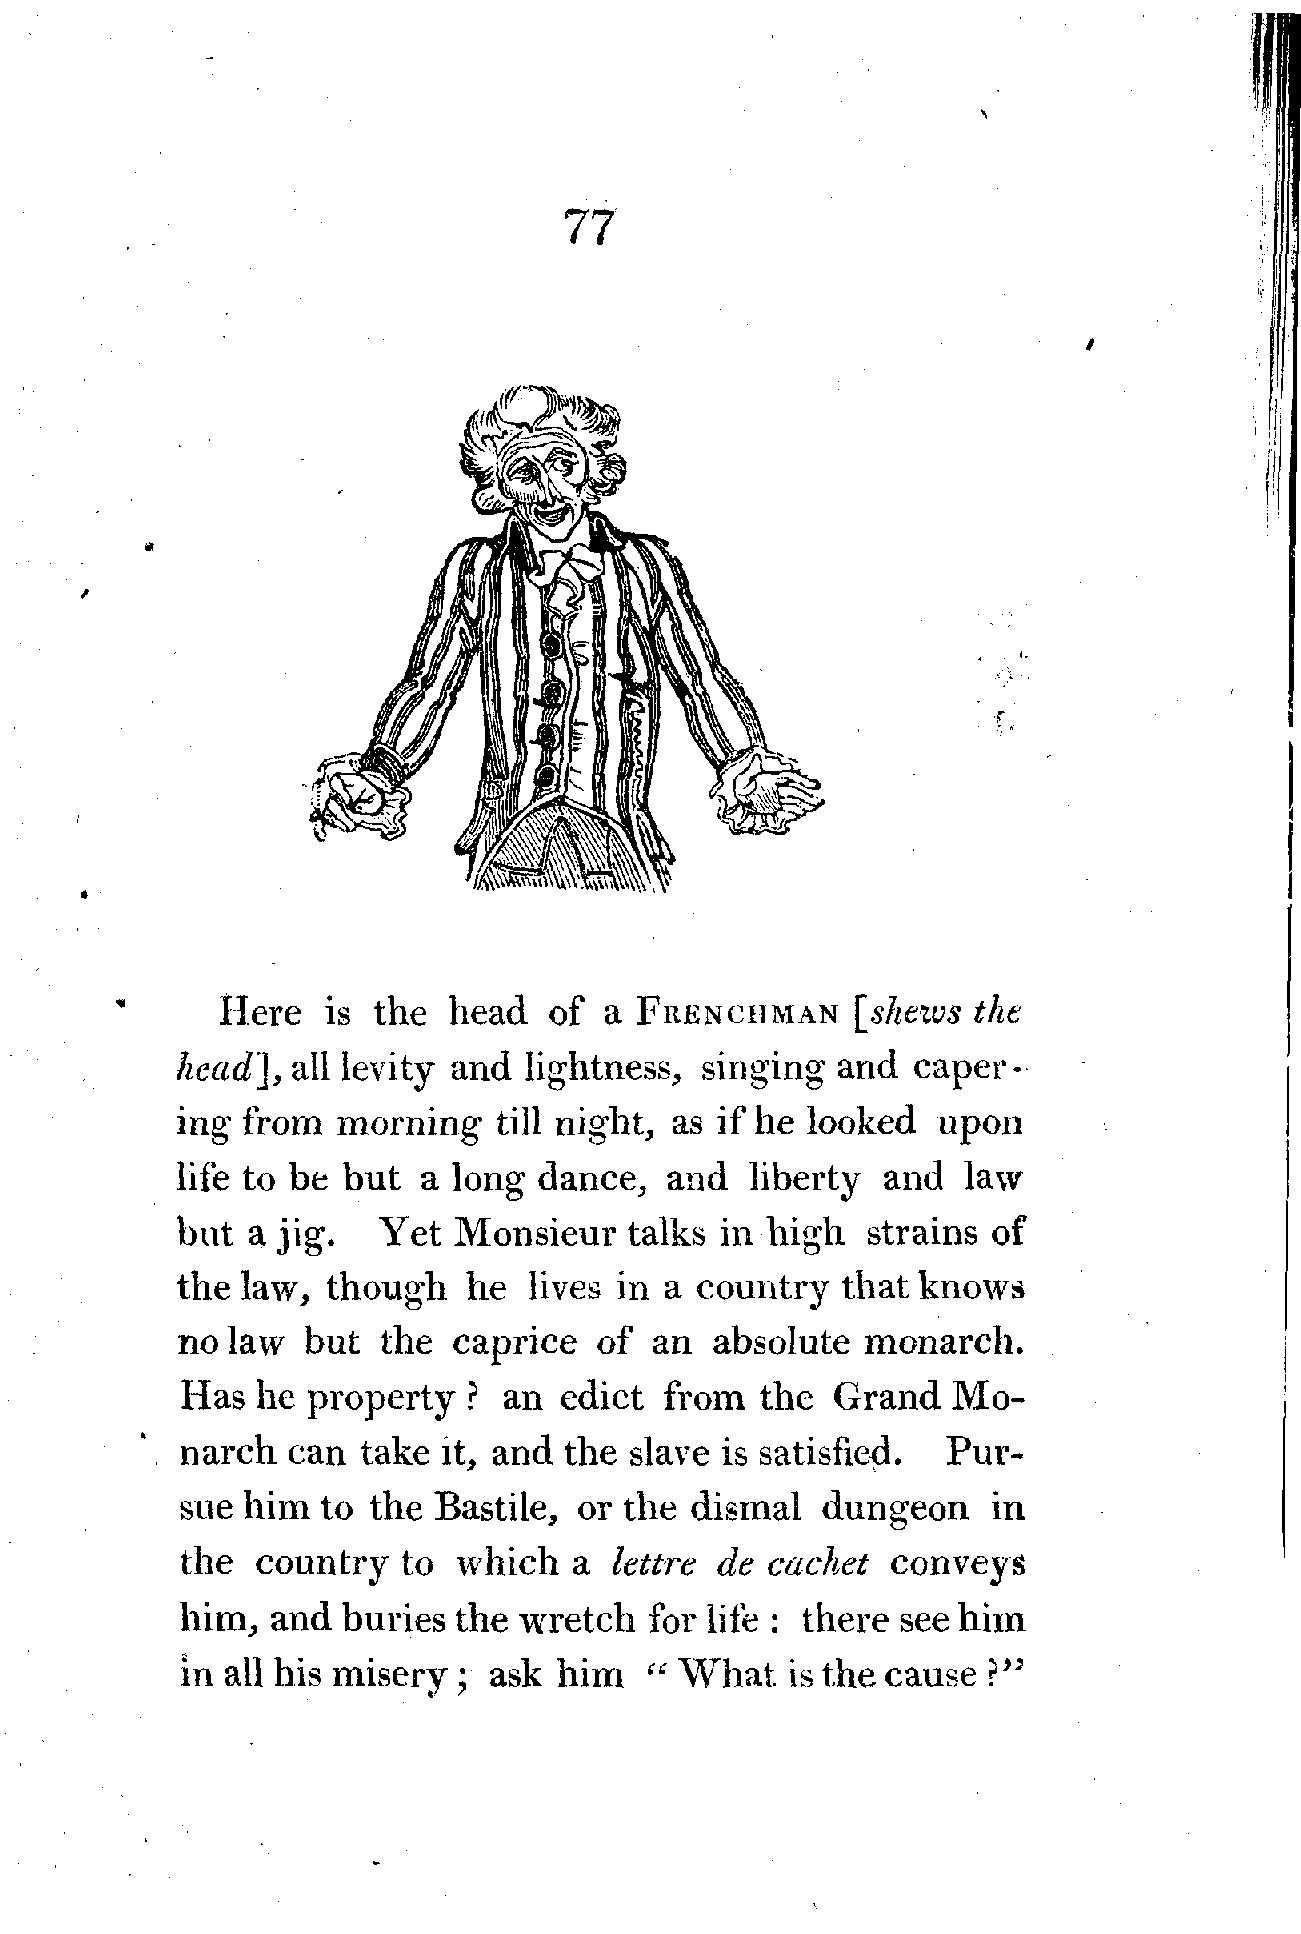 77
Here is the head of a FRENCHMAN [shews the
head], all levity and lightness, singing and caper-
ing from morning till night, as if he looked upon
life to be but a long dance, and liberty and law
but a jig. Yet Monsieur talks in high strains of
the law, though he lives in a country that knows
no law but the caprice of an absolute monarch.
Has he property? an edict from the Grand Mo-
narch can take it, and the slave is satisfied. Pur-
sue him to the Bastile, or the dismal dungeon in
the country to which a lettre de cachet conveys
him, and buries the wretch for life: there see him
in all his misery; ask him "What is the cause?"